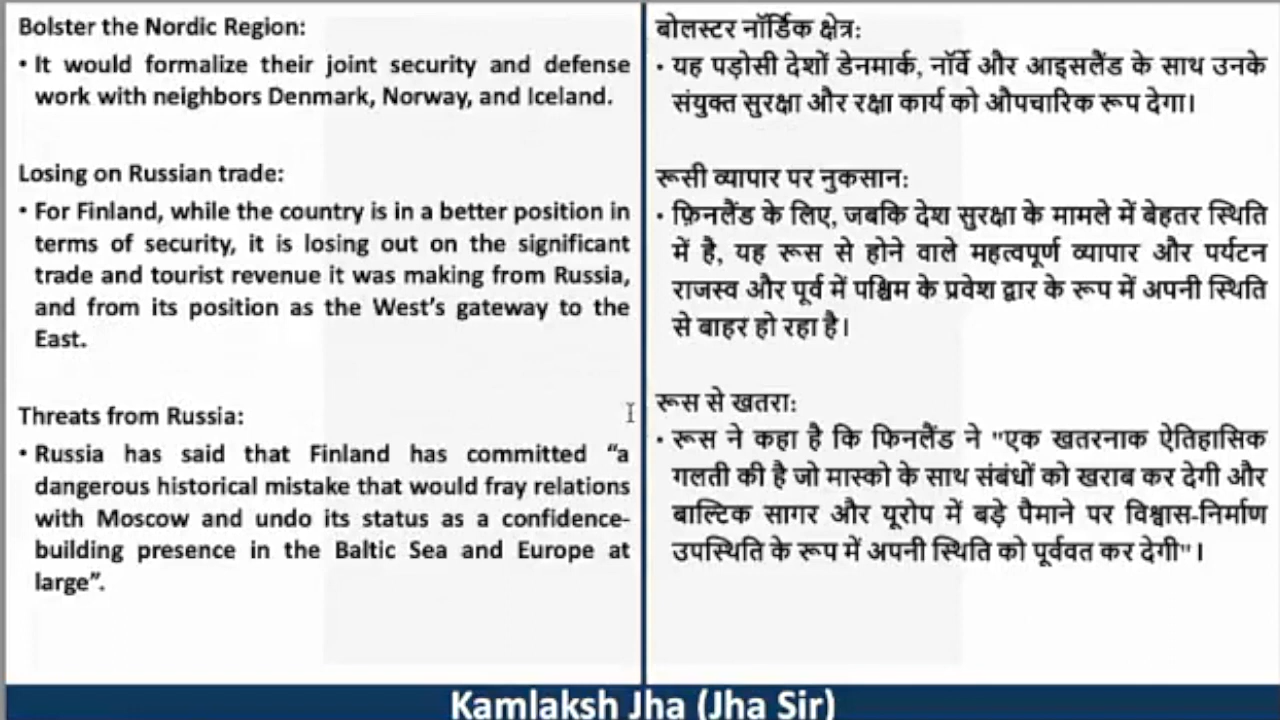 Bolster the Nordic Region:
• It would formalize their joint security and defense
work with neighbors Denmark, Norway, and Iceland.
Losing on Russian trade:
• For Finland, while the country is in a better position in
terms of security, it is losing out on the significant
trade and tourist revenue it was making from Russia,
and from its position as the West's gateway to the
East.
Threats from Russia:
• Russia has said that Finland has committed “a
dangerous historical mistake that would fray relations
with Moscow and undo its status as a confidence-
building presence in the Baltic Sea and Europe at
large”.
बोलस्टर नॉर्डिक क्षेत्र:
• यह पड़ोसी देशों डेनमार्क, नॉर्वे और आइसलैंड के साथ उनके
संयुक्त सुरक्षा और रक्षा कार्य को औपचारिक रूप देगा।
रूसी व्यापार पर नुकसान:
• फ़िनलैंड के लिए, जबकि देश सुरक्षा के मामले में बेहतर स्थिति
में है, यह रूस से होने वाले महत्वपूर्ण व्यापार और पर्यटन
राजस्व और पूर्व में पश्चिम के प्रवेश द्वार के रूप में अपनी स्थिति
से बाहर हो रहा है।
रूस से खतरा:
• रूस ने कहा है कि फिनलैंड ने "एक खतरनाक ऐतिहासिक
गलती की है जो मास्को के साथ संबंधों को खराब कर देगी और
बाल्टिक सागर और यूरोप में बड़े पैमाने पर विश्वास-निर्माण
उपस्थिति के रूप में अपनी स्थिति को पूर्ववत कर देगी"।
Kamlaksh Jha (Jha Sir)